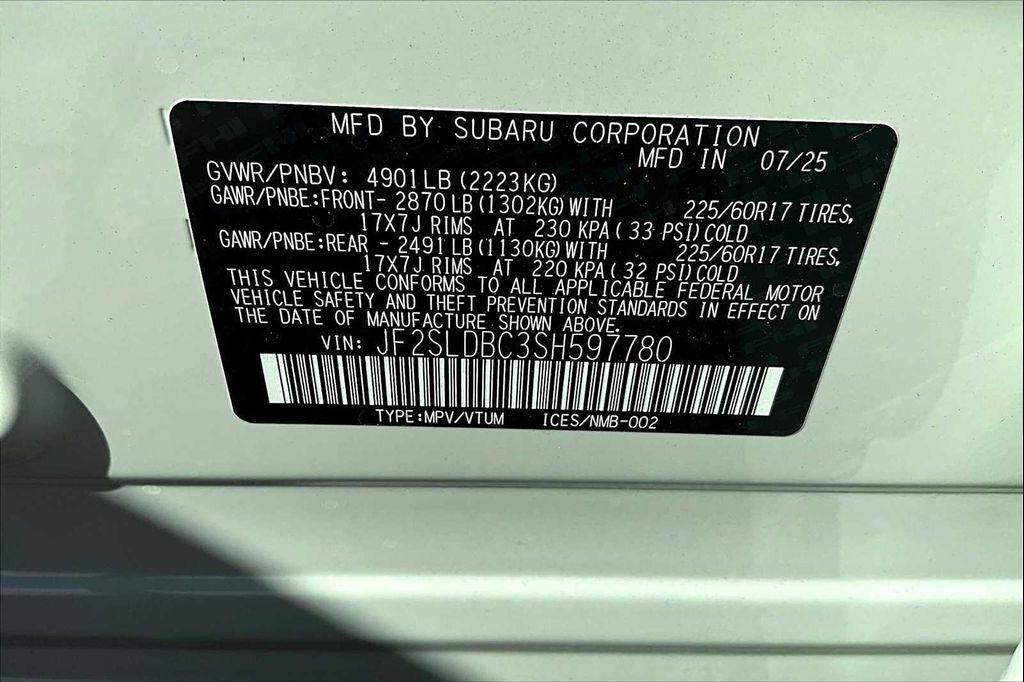 MFD BY SUBARU CORPORATION
MFD IN 07/25
GVWR/PNBV: 4901LB (2223KG)
GAWR/PNBE:FRONT- 2870 LB (1302KG) WITH 225/60R17 TIRES,
17X7J RIMS AT 230 KPA ( 33 PSI) COLD
GAWR/PNBE:REAR - 2491 LB (1130KG) WITH 225/60R17 TIRES,
17X7J RIMS AT 220 KPA ( 32 PSI) COLD
THIS VEHICLE CONFORMS TO ALL APPLICABLE FEDERAL MOTOR
VEHICLE SAFETY AND THEFT PREVENTION STANDARDS IN EFFECT ON
THE DATE OF MANUFACTURE SHOWN ABOVE.
VIN: JF2SLDBC3SH597780
TYPE:MPV/VTUM ICES/NMB-002